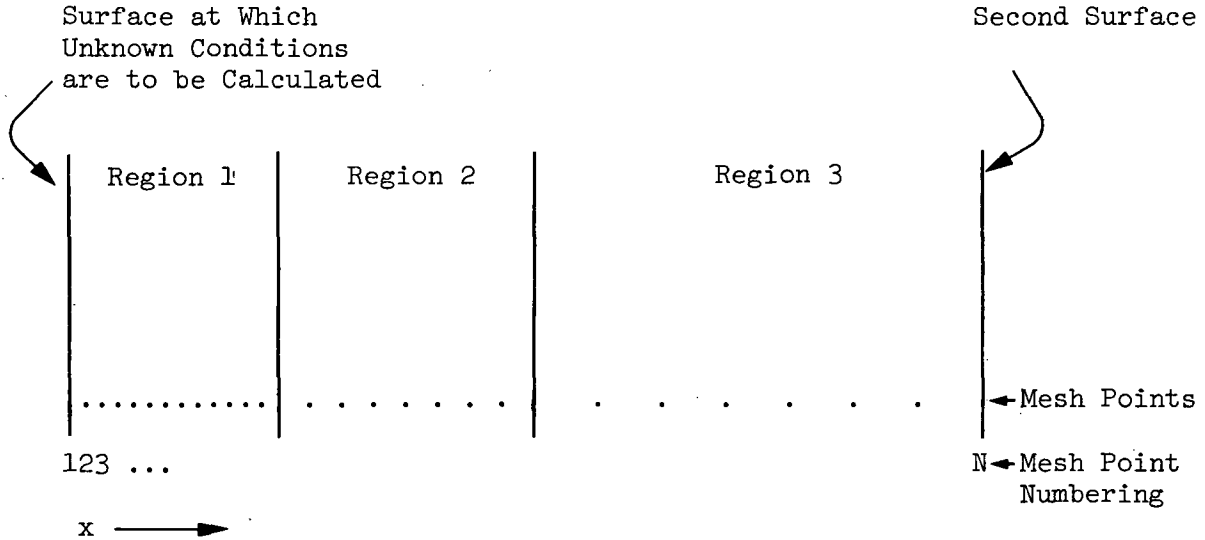 Surface at Which
Unknown Conditions
are to be Calculated
Second Surface
Region 1
Region 2
Region 3
Mesh Points
123 ...
N
Mesh Point
Numbering
x